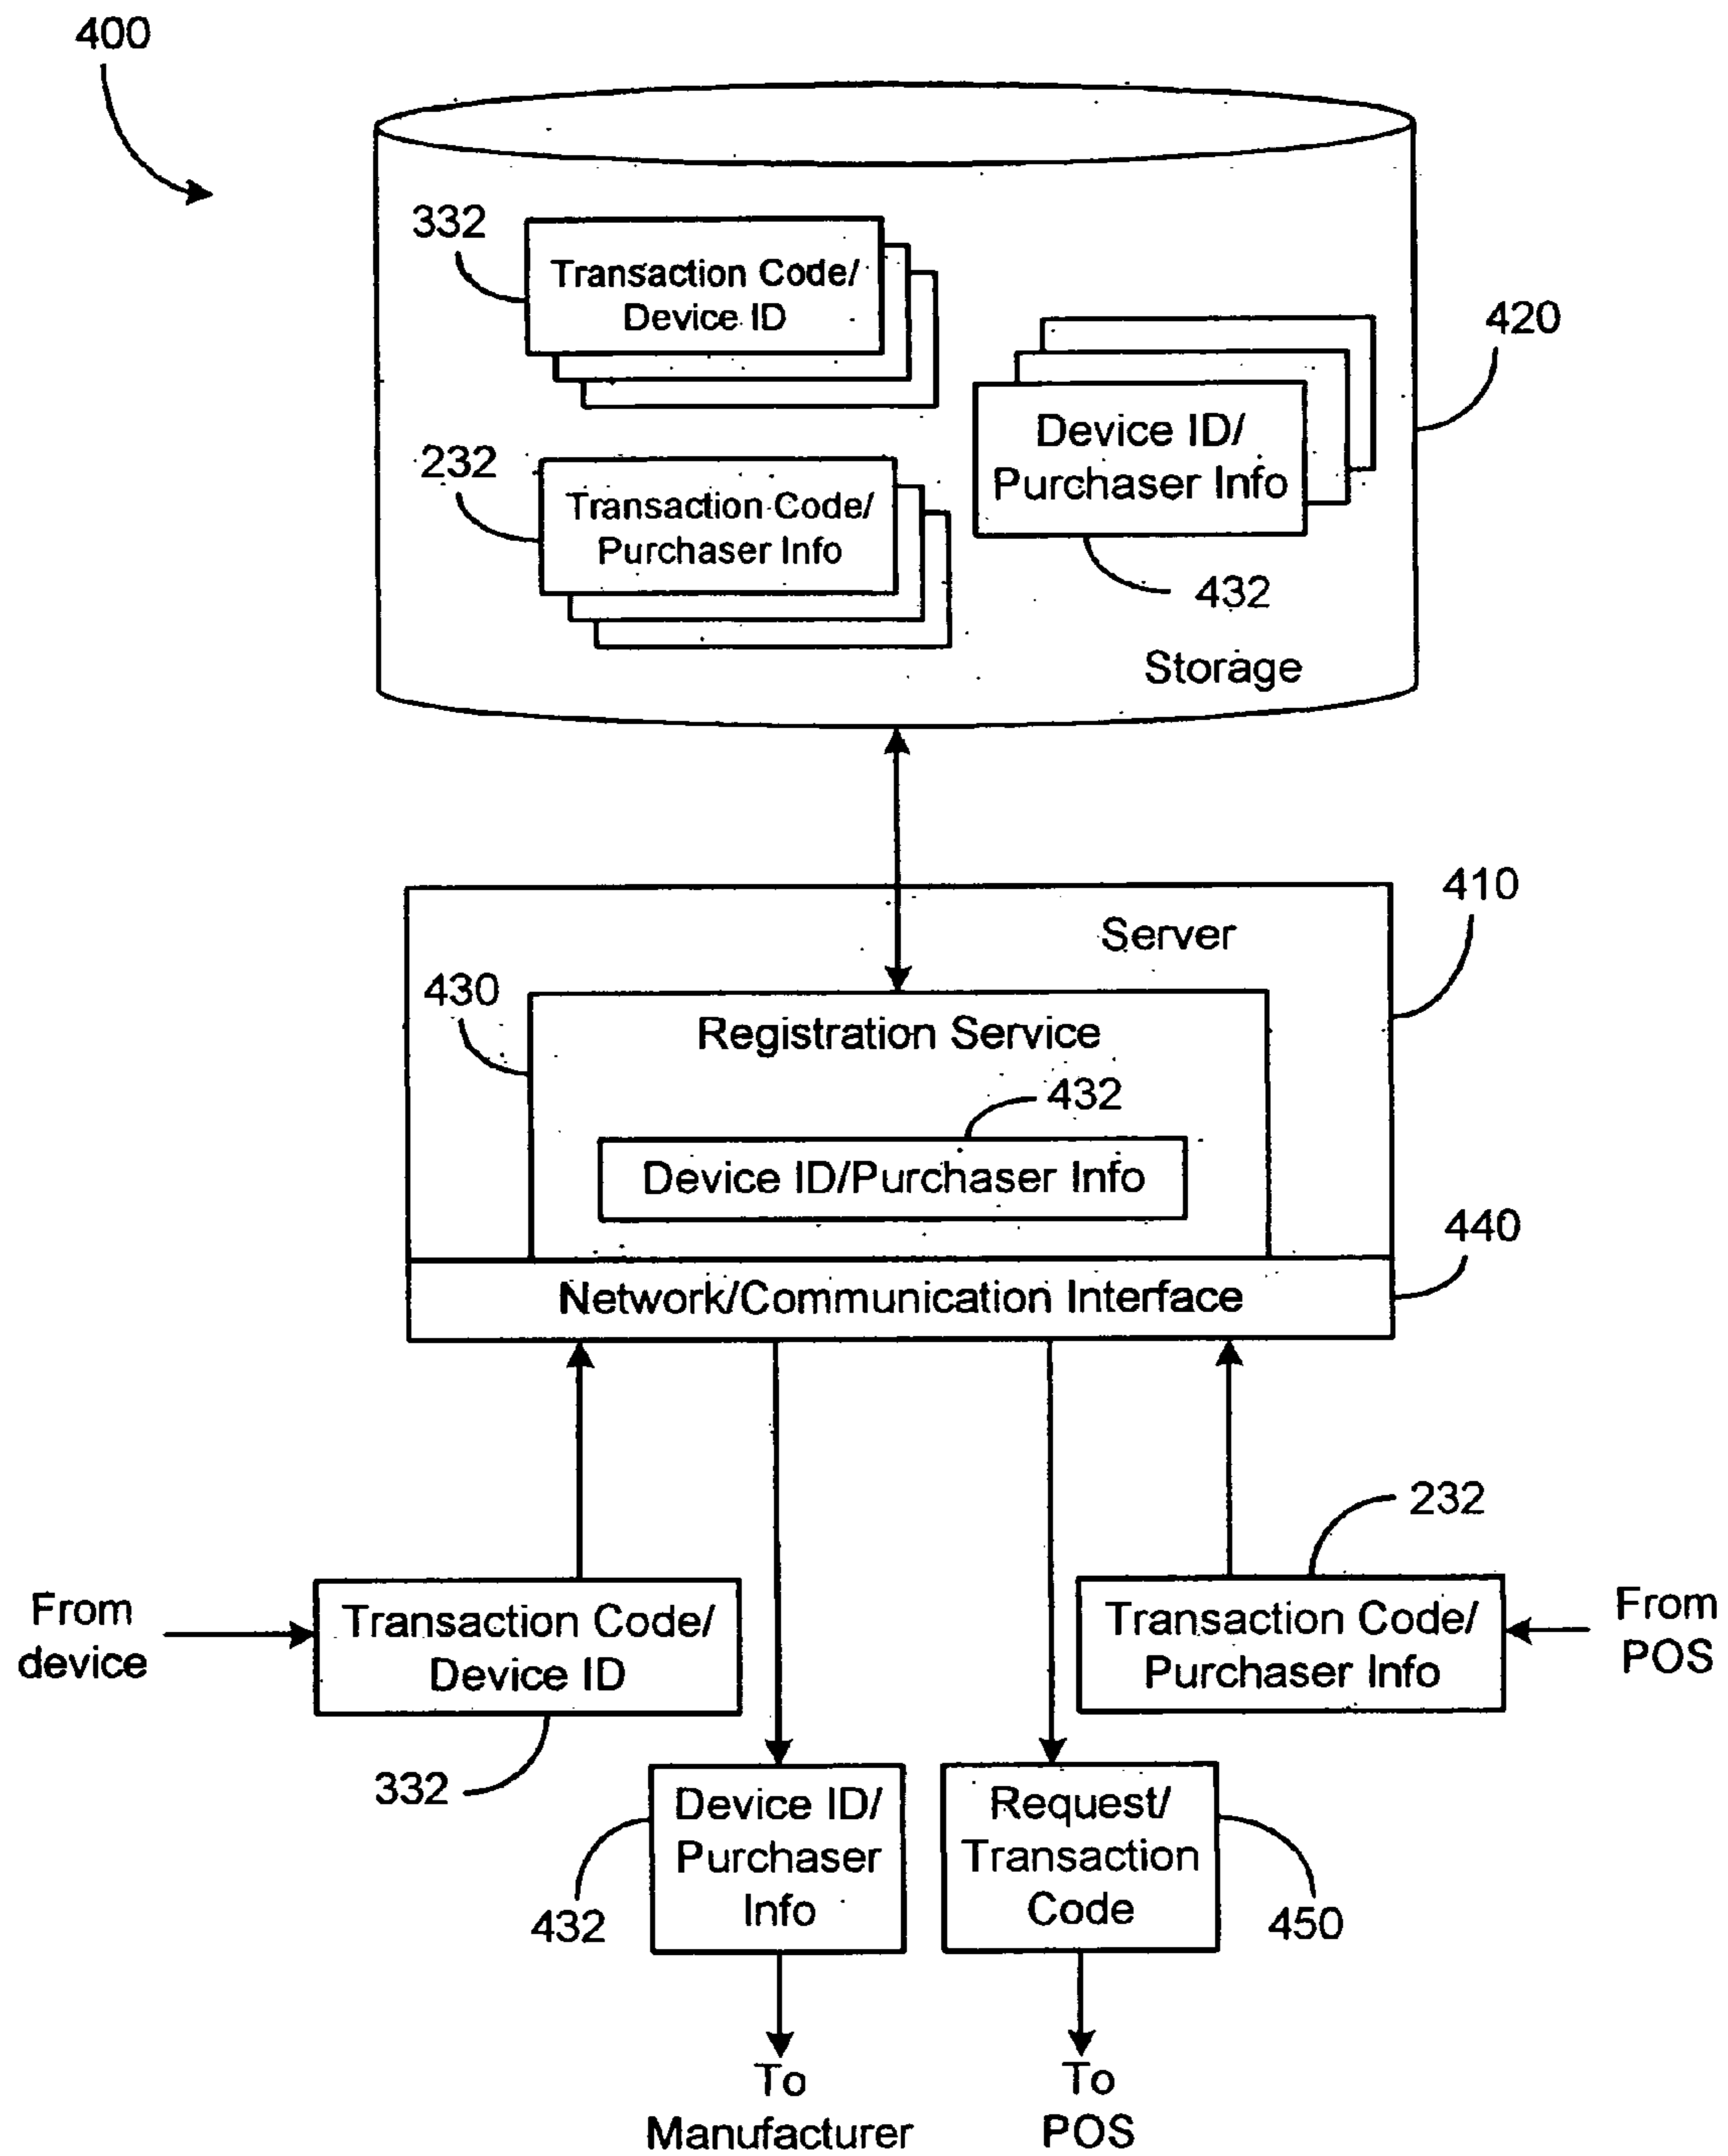 400
332
Transaction Code/
Device ID
420
Device ID/
Purchaser Info
232
Transaction Code/
Purchaser Info
432
Storage
410
Server
430
Registration Service
432
Device ID/Purchaser Info
440
Network/Communication Interface
232
From
device
Transaction Code/
Device ID
Transaction Code/
Purchaser Info
From
POS
332
Device ID/
Purchaser
Info
432
Request/
Transaction
Code
450
To
Manufacturer
To
POS